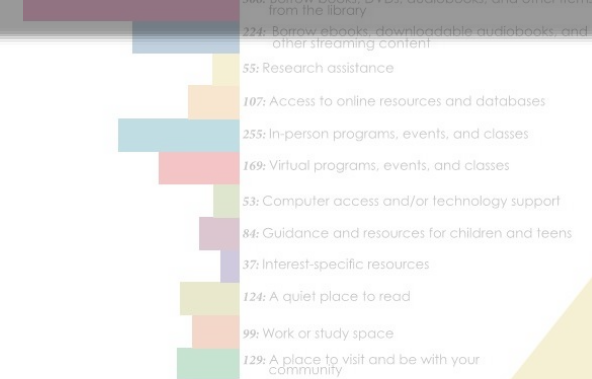 Borrow books, DVDs, audiobooks, and other items
from the library
224: Borrow ebooks, downloadable audiobooks, and
other streaming content
55: Research assistance
107: Access to online resources and databases
255: In-person programs, events, and classes
169: Virtual programs, events, and classes
53: Computer access and/or technology support
84: Guidance and resources for children and teens
37: Interest-specific resources
124: A quiet place to read
99: Work or study space
129: A place to visit and be with your
community